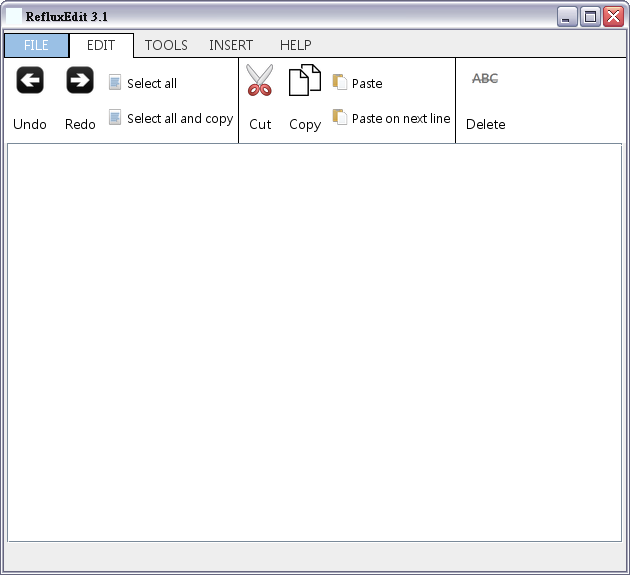 RefluxEdit 3.1
FILE EDIT TOOLS INSERT HELP
Select all Paste ABC
Undo Redo Select all and copy Cut Copy Paste on next line Delete